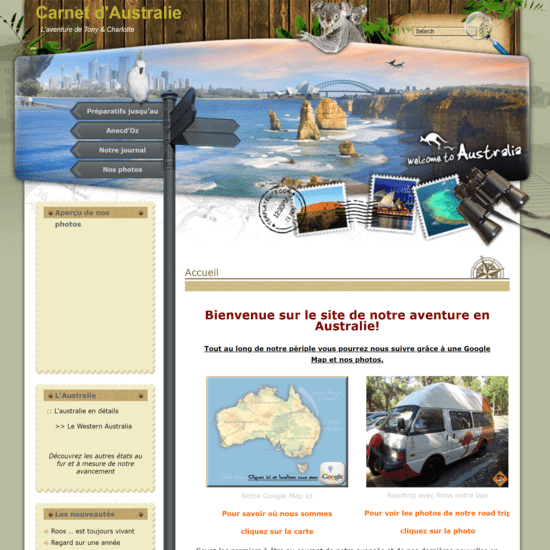 Carnet d'Australie
L'aventure de Tony & Charlotte
Search
Préparatifs jusqu'au
Anecd'Oz
Notre journal
Nos photos
welcome to Australia
Aperçu de nos
photos
Accueil
Bienvenue sur le site de notre aventure en
Australie!
Tout au long de notre périple vous pourrez nous suivre grâce à une Google
Map et nos photos.
L'Australie
:: L'australie en détails
>> Le Western Australia
Découvrez les autres états au
fur et à mesure de notre
avancement
Cliquez ici et localisez nous avec
Google
Notre Google Map ici
Roadtrip avec Roos notre Van
Pour savoir où nous sommes
cliquez sur la carte
Pour voir les photos de notre road trip
cliquez sur la photo
Les nouveautés
Roos ... est toujours vivant
Regard sur une année